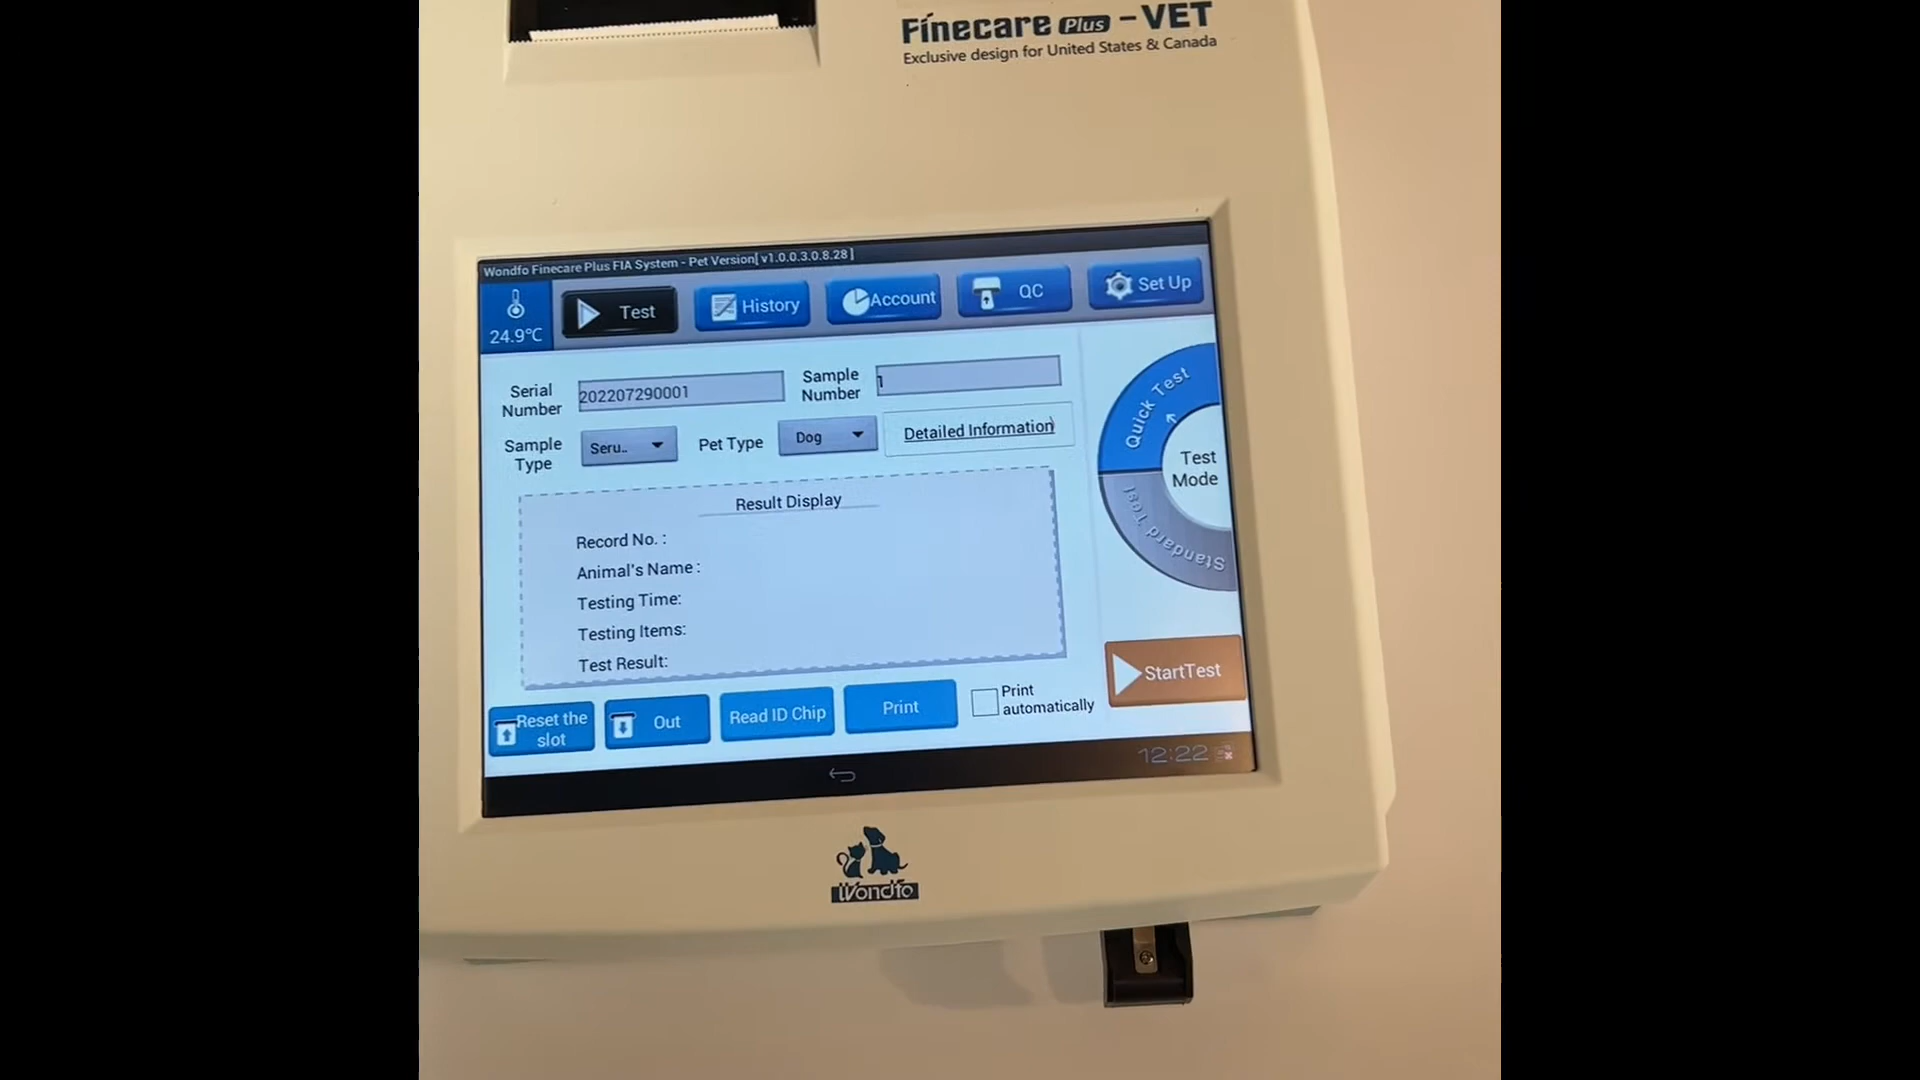 Finecare Plus - VET
Exclusive design for United States & Canada
Wondfo Finecare Plus FIA System - Pet Version[ v1.0.0.3.0.8.28 ]
24.9℃
Test
History
Account
QC
Set Up
Serial Number
202207290001
Sample Number
1
Sample Type
Seru..
Pet Type
Dog
Detailed Information
Quick Test
Test Mode
Standard Test
Result Display
Record No. :
Animal's Name :
Testing Time:
Testing Items:
Test Result:
StartTest
Reset the slot
Out
Read ID Chip
Print
Print automatically
12:22
Wondfo